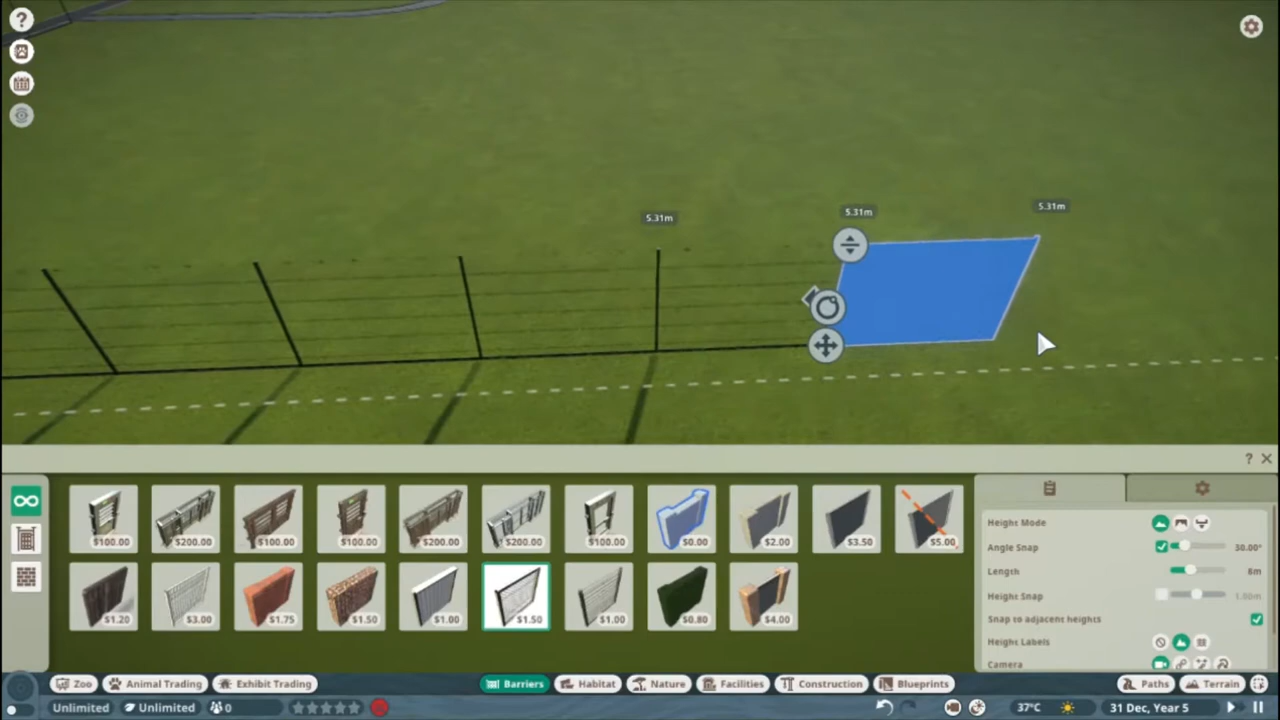 5.31m
5.31m
5.31m
? ×
$100.00 $200.00 $100.00 $100.00 $200.00 $200.00 $100.00 $0.00 $2.00 $3.50 $5.00
$1.20 $3.00 $1.75 $1.50 $1.00 $1.50 $1.00 $0.80 $4.00
Height Mode
Angle Snap 30.00°
Length 8m
Height Snap 1.00m
Snap to adjacent heights
Height Labels
Camera
Zoo Animal Trading Exhibit Trading Barriers Habitat Nature Facilities Construction Blueprints Paths Terrain
Unlimited Unlimited 0 37°C 31 Dec, Year 5